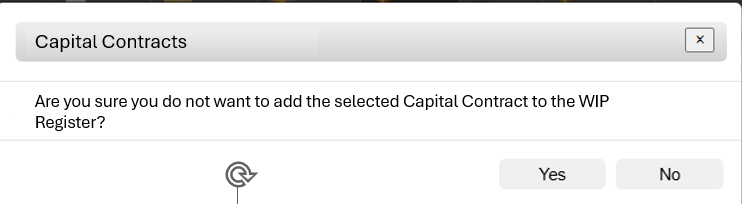 Capital Contracts
×
Are you sure you do not want to add the selected Capital Contract to the WIP
Register?
Yes No